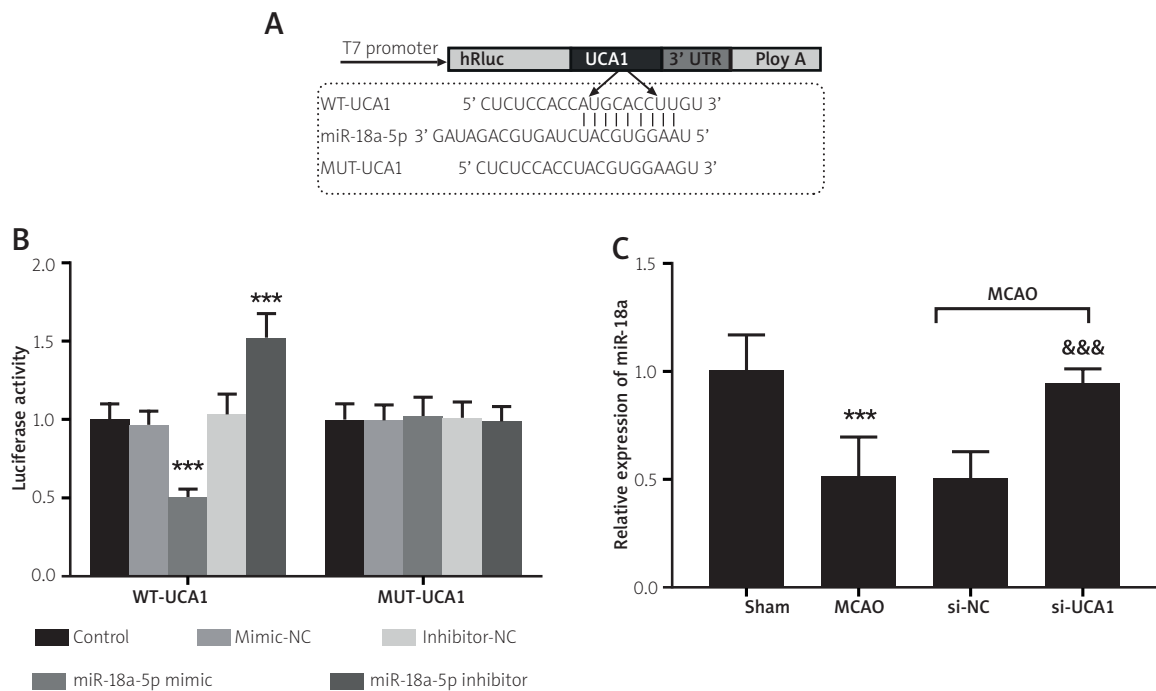 A
T7 promoter
hRluc UCA1 3’ UTR Ploy A
WT-UCA1 5’ CUCUCCACCAUGCACCUUGU 3’
miR-18a-5p 3’ GAUAGACGUGAUCUACGUGGAAU 5’
MUT-UCA1 5’ CUCUCCACCUACGUGGAAGU 3’
B
Luciferase activity
2.0
1.5
1.0
0.5
0.0
***
***
WT-UCA1 MUT-UCA1
Control Mimic-NC Inhibitor-NC
miR-18a-5p mimic miR-18a-5p inhibitor
C
Relative expression of miR-18a
1.5
1.0
0.5
0.0
MCAO
***
&&&
Sham MCAO si-NC si-UCA1